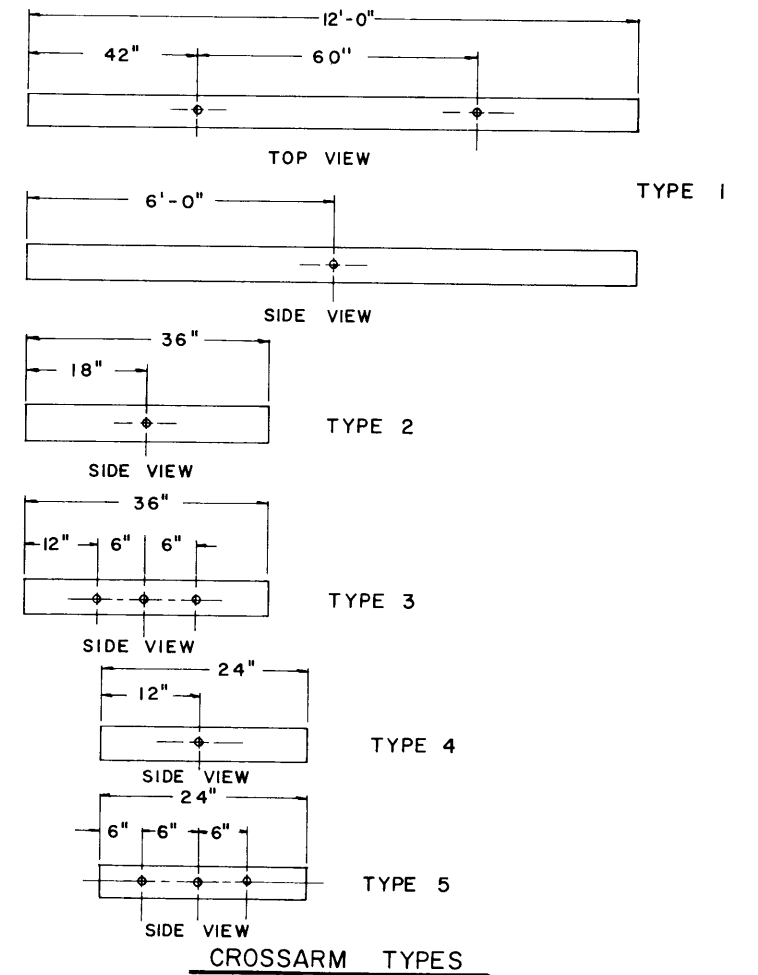 12'-0"
42" 60"
TOP VIEW
TYPE 1
6'-0"
SIDE VIEW
36"
18"
TYPE 2
SIDE VIEW
36"
12" 6" 6"
TYPE 3
SIDE VIEW
24"
12"
TYPE 4
SIDE VIEW
24"
6" 6" 6"
TYPE 5
SIDE VIEW
CROSSARM TYPES